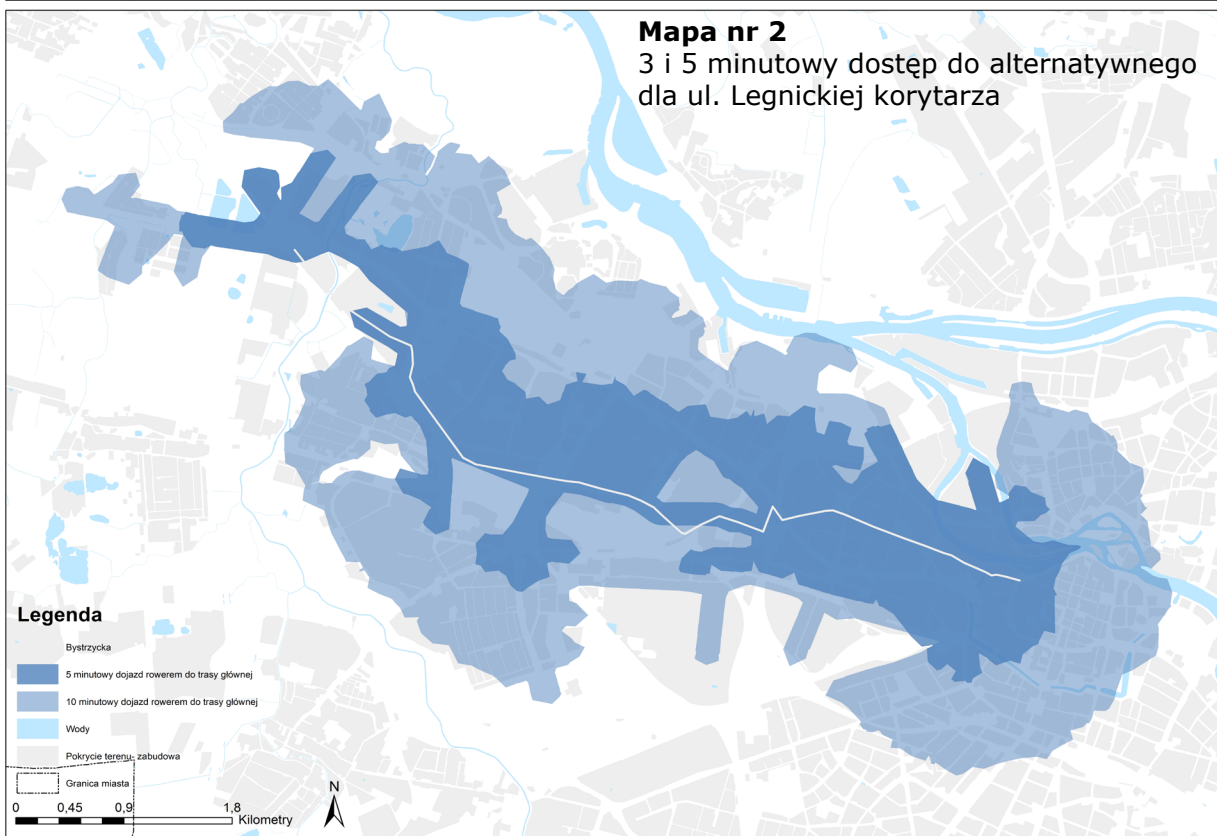 Mapa nr 2
3 i 5 minutowy dostęp do alternatywnego
dla ul. Legnickiej korytarza
Legenda
Bystrzycka
5 minutowy dojazd rowerem do trasy głównej
10 minutowy dojazd rowerem do trasy głównej
Wody
Pokrycie terenu- zabudowa
Granica miasta
N
0 0,45 0,9 1,8
Kilometry